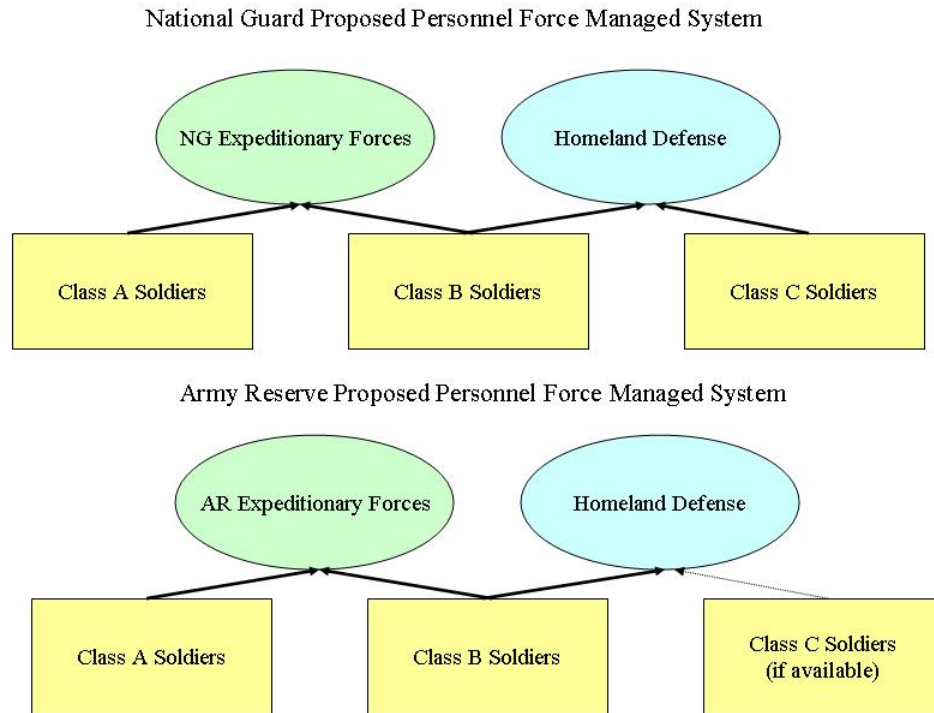 National Guard Proposed Personnel Force Managed System
NG Expeditionary Forces
Homeland Defense
Class A Soldiers
Class B Soldiers
Class C Soldiers
Army Reserve Proposed Personnel Force Managed System
AR Expeditionary Forces
Homeland Defense
Class A Soldiers
Class B Soldiers
Class C Soldiers
(if available)